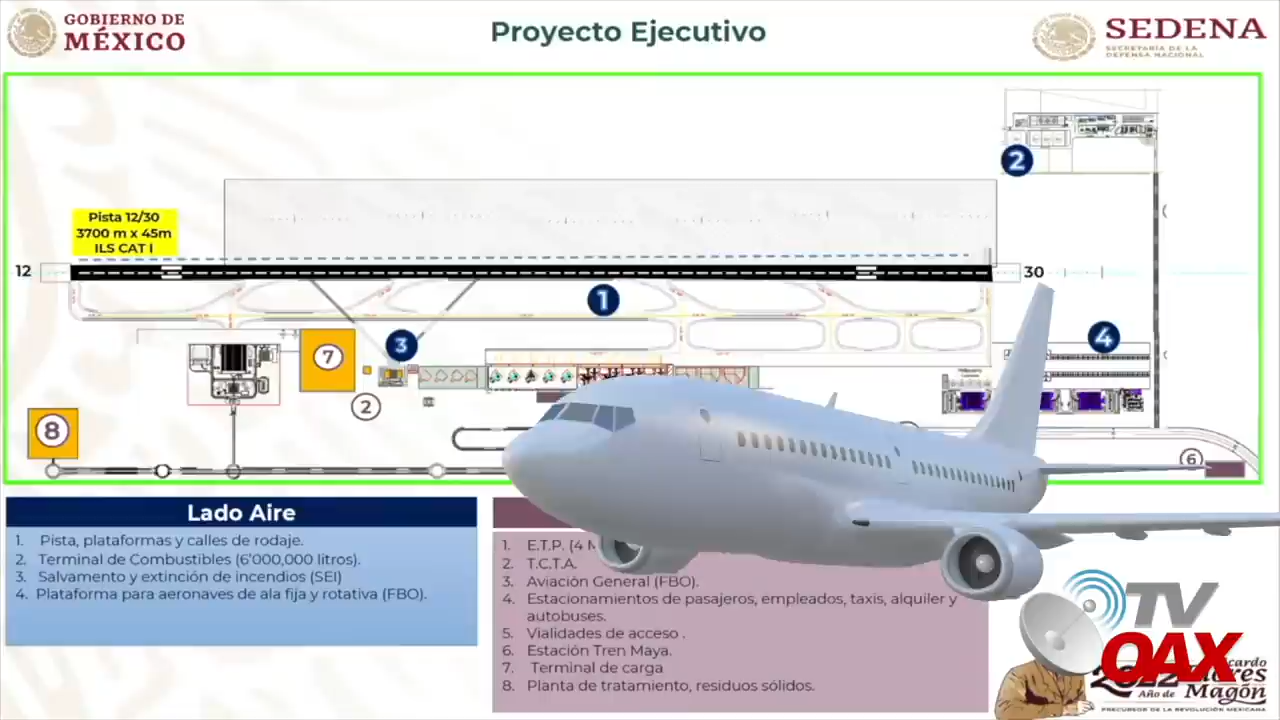 GOBIERNO DE
MÉXICO
Proyecto Ejecutivo
SEDENA
SECRETARÍA DE LA
DEFENSA NACIONAL
2
Pista 12/30
3700 m x 45m
ILS CAT I
12
30
1
4
3
7
2
8
6
Lado Aire
1. Pista, plataformas y calles de rodaje.
2. Terminal de Combustibles (6'000,000 litros).
3. Salvamento y extinción de incendios (SEI)
4. Plataforma para aeronaves de ala fija y rotativa (FBO).
1. E.T.P. (4 M
2. T.C.T.A.
3. Aviación General (FBO).
4. Estacionamientos de pasajeros, empleados, taxis, alquiler y
autobuses.
5. Vialidades de acceso .
6. Estación Tren Maya.
7. Terminal de carga
8. Planta de tratamiento, residuos sólidos.
TV
OAX
Año de
Magón
PRECURSOR DE LA REVOLUCIÓN MEXICANA